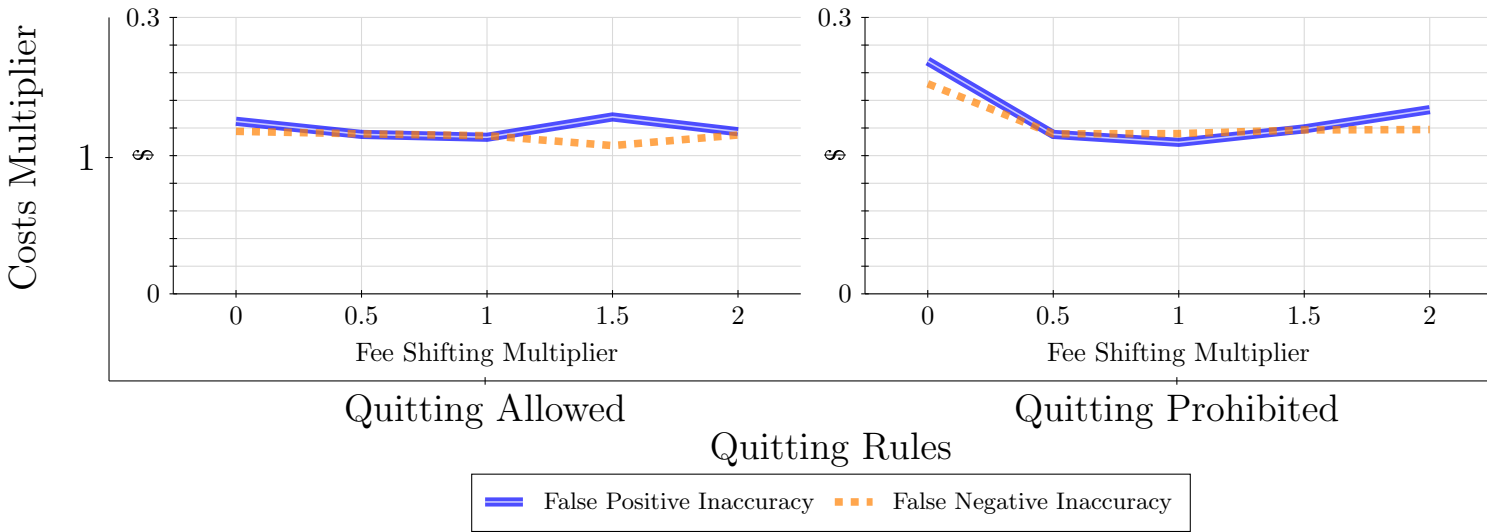 Costs Multiplier
1
0.3
$
0
0 0.5 1 1.5 2
Fee Shifting Multiplier
0.3
$
0
0 0.5 1 1.5 2
Fee Shifting Multiplier
Quitting Allowed Quitting Prohibited
Quitting Rules
False Positive Inaccuracy False Negative Inaccuracy